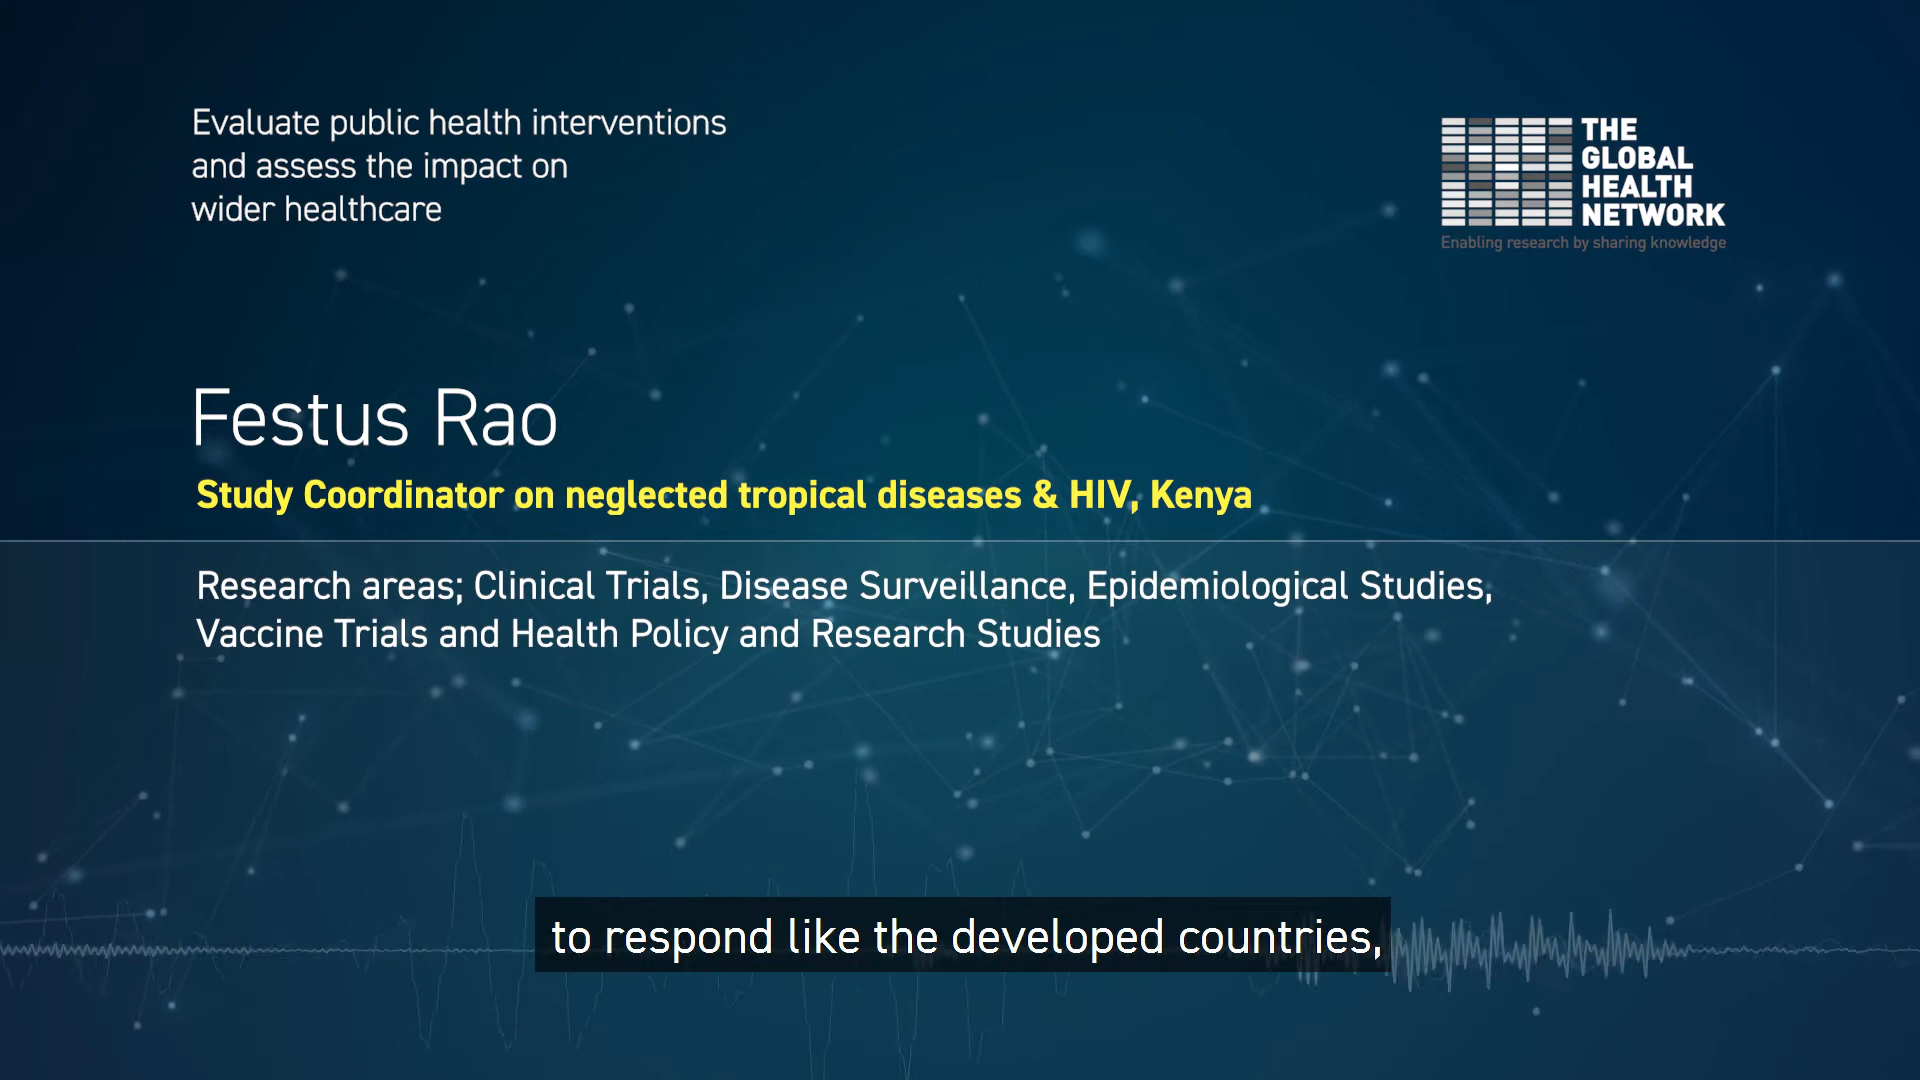 Evaluate public health interventions
and assess the impact on
wider healthcare
THE
GLOBAL
HEALTH
NETWORK
Enabling research by sharing knowledge
Festus Rao
Study Coordinator on neglected tropical diseases & HIV, Kenya
Research areas; Clinical Trials, Disease Surveillance, Epidemiological Studies,
Vaccine Trials and Health Policy and Research Studies
to respond like the developed countries,